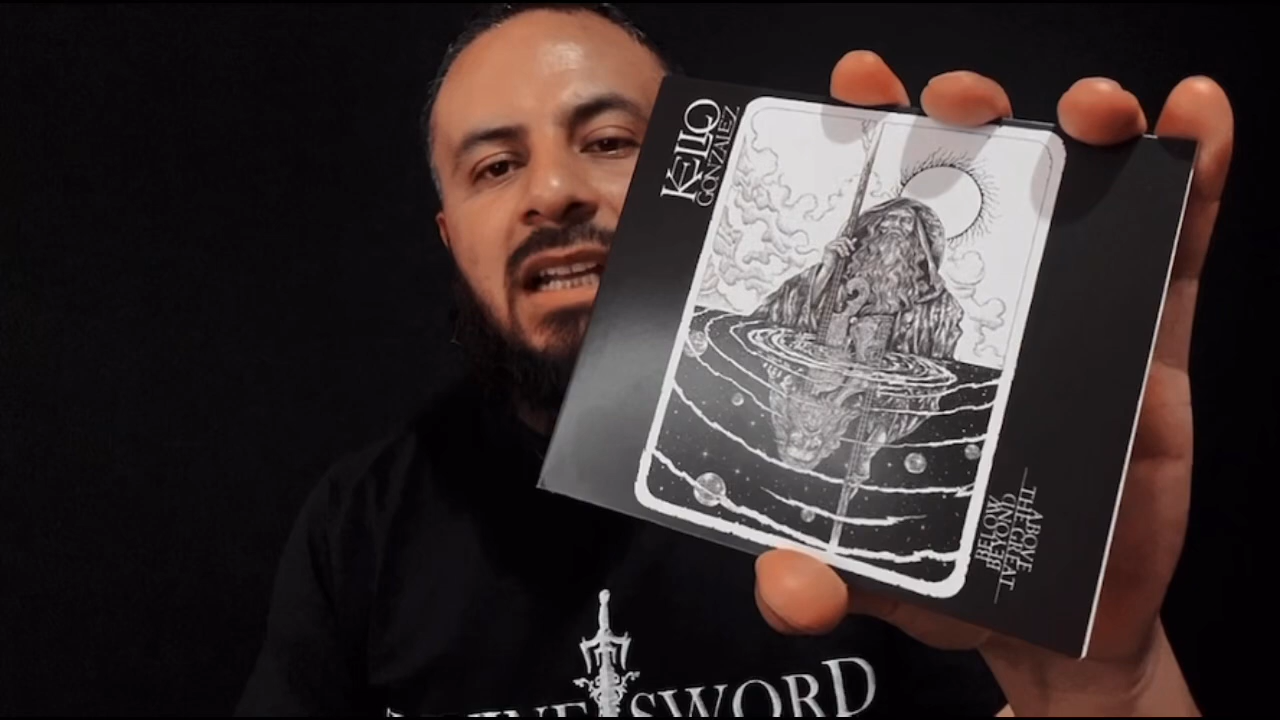 KELLO
GONZALEZ
ABOVE
THE GREAT
BEYOND
BELOW
SWORD